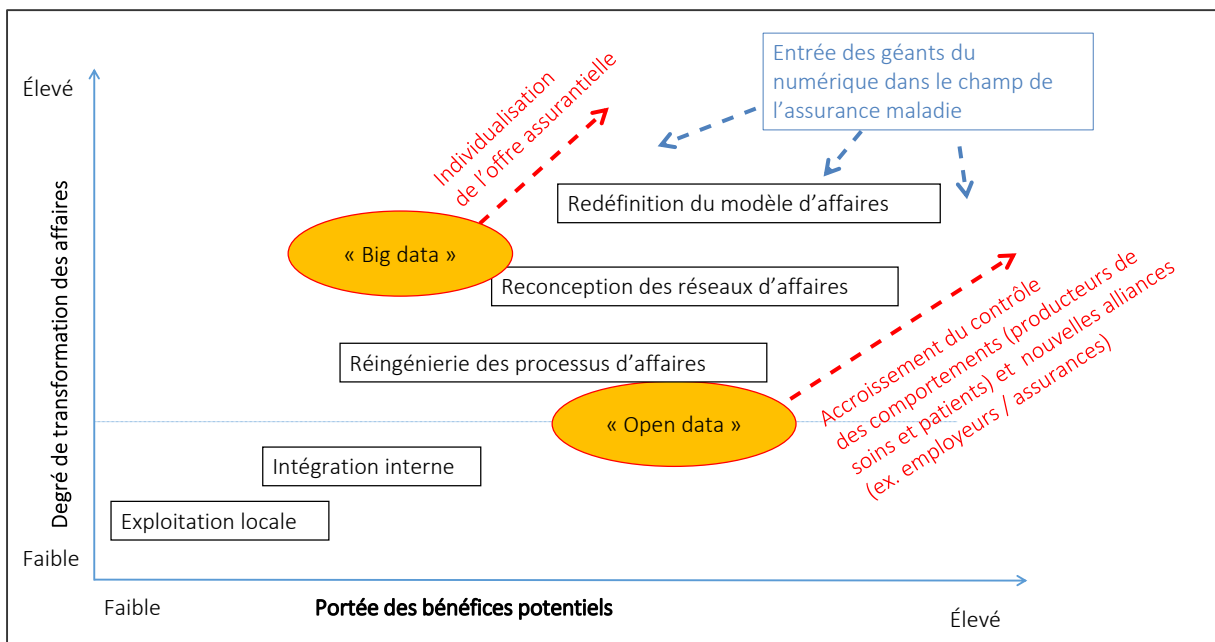 Entrée des géants du
numérique dans le champ de
l’assurance maladie
Élevé
Individualisation
de l’offre assurantielle
Redéfinition du modèle d’affaires
« Big data »
Reconception des réseaux d’affaires
Réingénierie des processus d’affaires
« Open data »
Accroissement du contrôle
des comportements (producteurs de
soins et patients) et nouvelles alliances
(ex. employeurs / assurances)
Intégration interne
Exploitation locale
Degré de transformation des affaires
Faible
Faible
Portée des bénéfices potentiels
Élevé